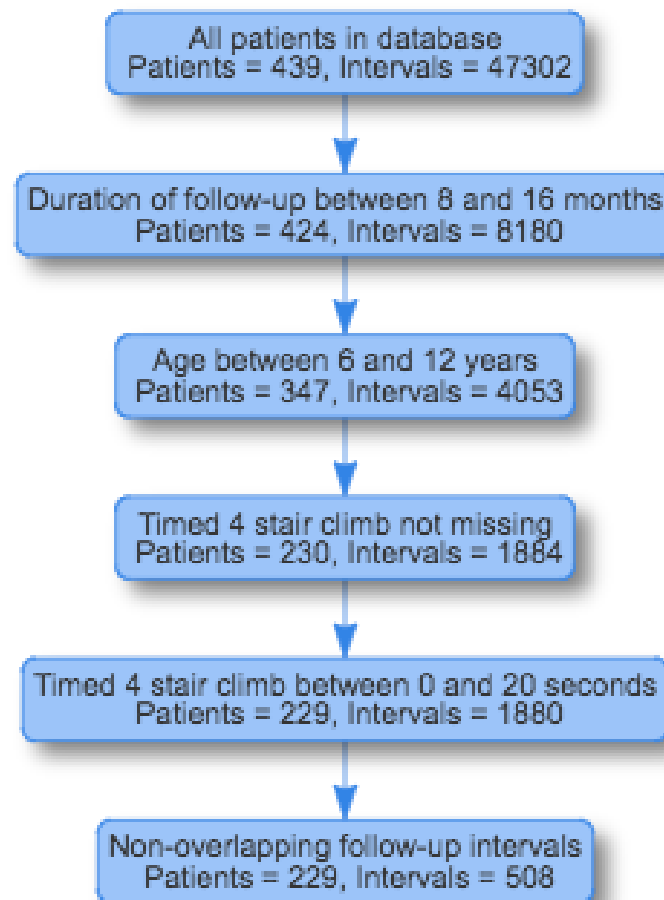 All patients in database
Patients = 439, Intervals = 47302
Duration of follow-up between 8 and 16 months
Patients = 424, Intervals = 8180
Age between 6 and 12 years
Patients = 347, Intervals = 4053
Timed 4 stair climb not missing
Patients = 230, Intervals = 1884
Timed 4 stair climb between 0 and 20 seconds
Patients = 229, Intervals = 1880
Non-overlapping follow-up intervals
Patients = 229, Intervals = 508